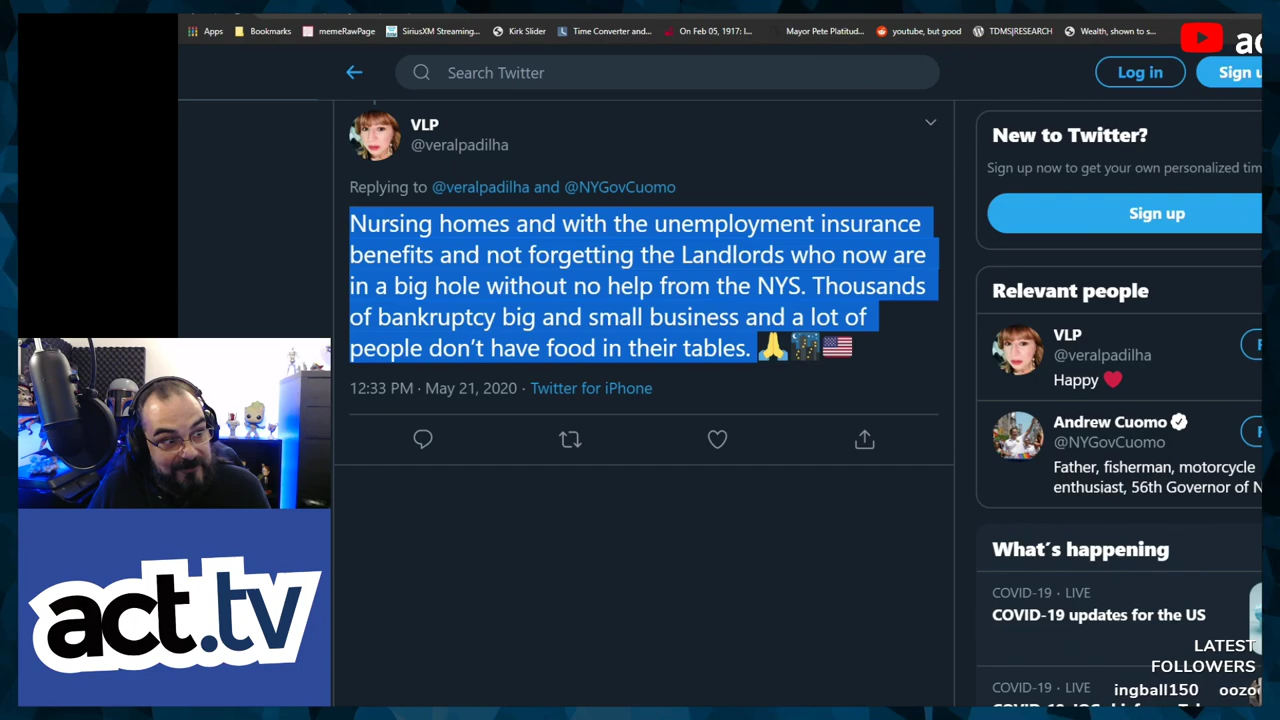 Apps
Bookmarks
memeRawPage
SiriusXM Streaming...
Kirk Slider
Time Converter and...
On Feb 05, 1917: I...
Mayor Pete Platitud...
youtube, but good
TDMS|RESEARCH
Wealth, shown to s...
ac
Search Twitter
Log in
Sign u
VLP
@veralpadilha
Replying to @veralpadilha and @NYGovCuomo
Nursing homes and with the unemployment insurance
benefits and not forgetting the Landlords who now are
in a big hole without no help from the NYS. Thousands
of bankruptcy big and small business and a lot of
people don’t have food in their tables. 🙏🎋🇺🇸
12:33 PM · May 21, 2020 · Twitter for iPhone
New to Twitter?
Sign up now to get your own personalized tim
Sign up
Relevant people
VLP
@veralpadilha
Happy ❤️
Andrew Cuomo
@NYGovCuomo
Father, fisherman, motorcycle
enthusiast, 56th Governor of N
What´s happening
COVID-19 · LIVE
COVID-19 updates for the US
COVID-19 · LIVE
LATEST
FOLLOWERS
ingball150 oozo
act.tv